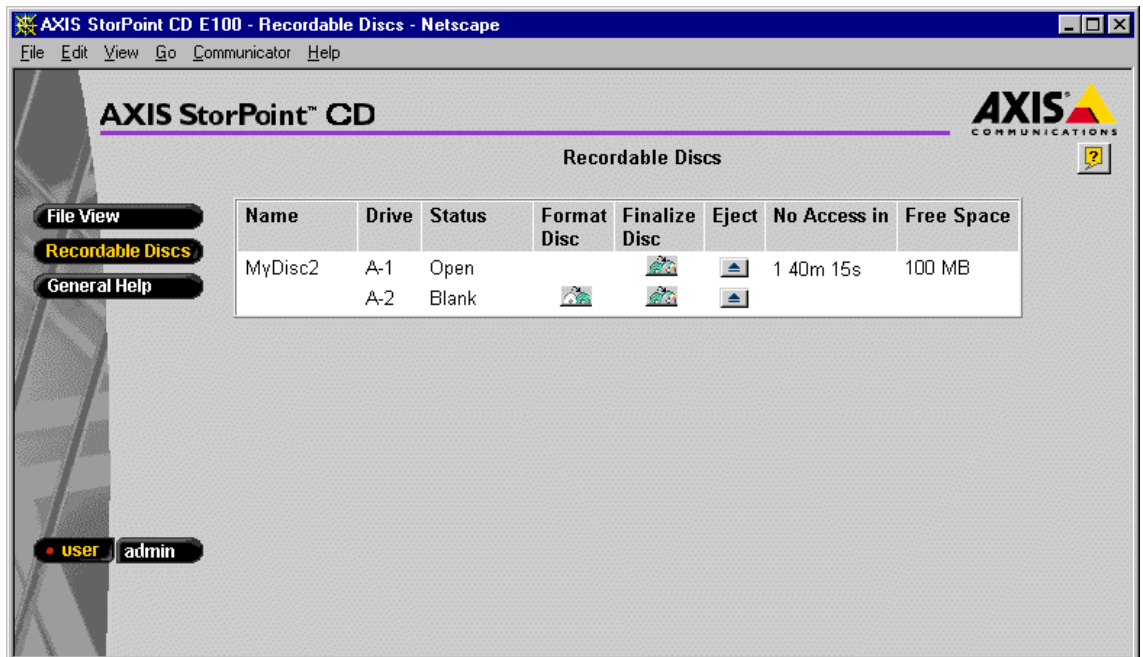 AXIS StorPoint CD E100 - Recordable Discs - Netscape
File Edit View Go Communicator Help
AXIS StorPoint™ CD
AXIS
COMMUNICATIONS
Recordable Discs
?
File View
Recordable Discs
General Help
Name Drive Status Format Disc Finalize Disc Eject No Access in Free Space
MyDisc2 A-1 Open 1 40m 15s 100 MB
A-2 Blank
user admin